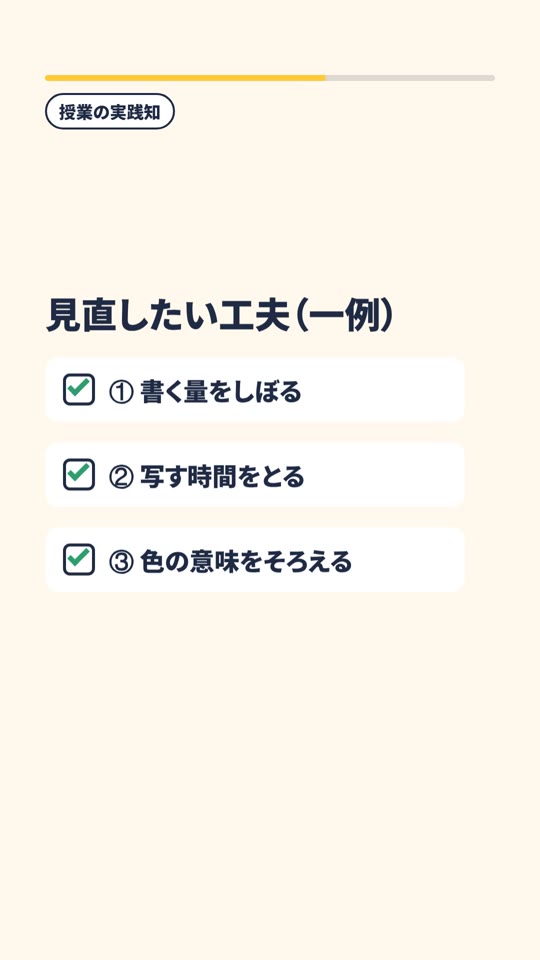 授業の実践知
見直したい工夫（一例）
① 書く量をしぼる
② 写す時間をとる
③ 色の意味をそろえる